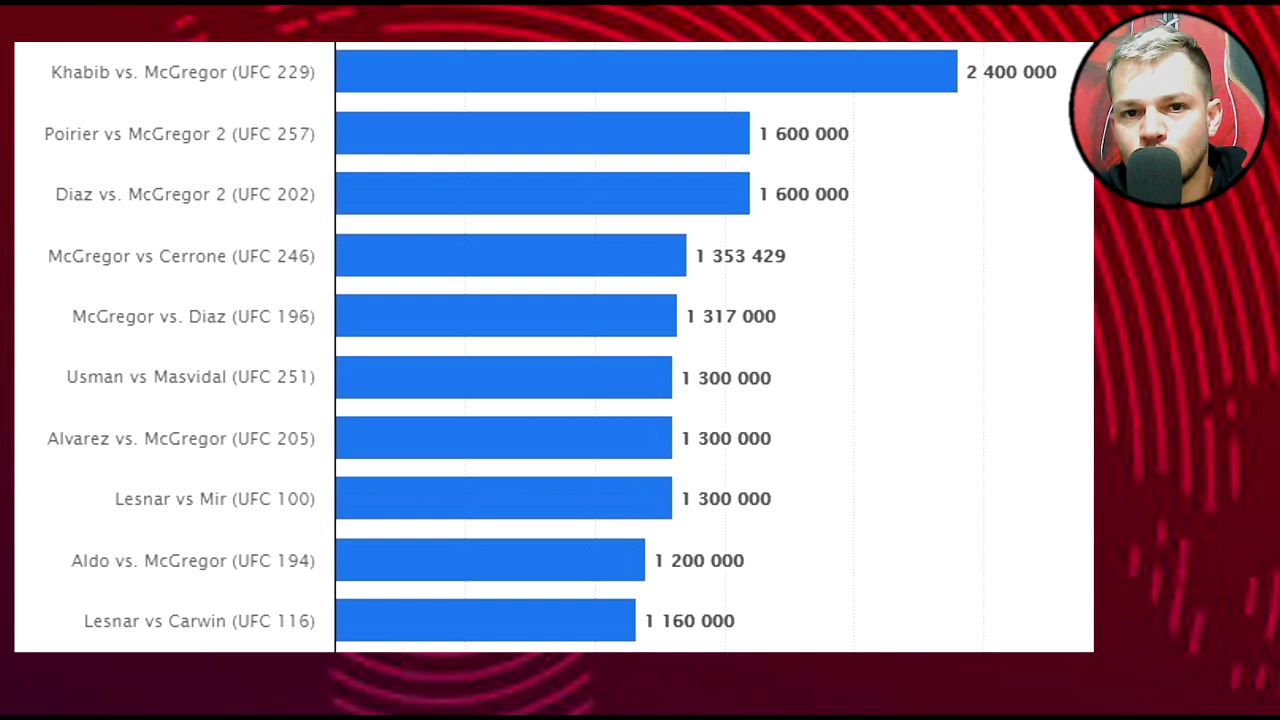 Khabib vs. McGregor (UFC 229) 2 400 000
Poirier vs McGregor 2 (UFC 257) 1 600 000
Diaz vs. McGregor 2 (UFC 202) 1 600 000
McGregor vs Cerrone (UFC 246) 1 353 429
McGregor vs. Diaz (UFC 196) 1 317 000
Usman vs Masvidal (UFC 251) 1 300 000
Alvarez vs. McGregor (UFC 205) 1 300 000
Lesnar vs Mir (UFC 100) 1 300 000
Aldo vs. McGregor (UFC 194) 1 200 000
Lesnar vs Carwin (UFC 116) 1 160 000